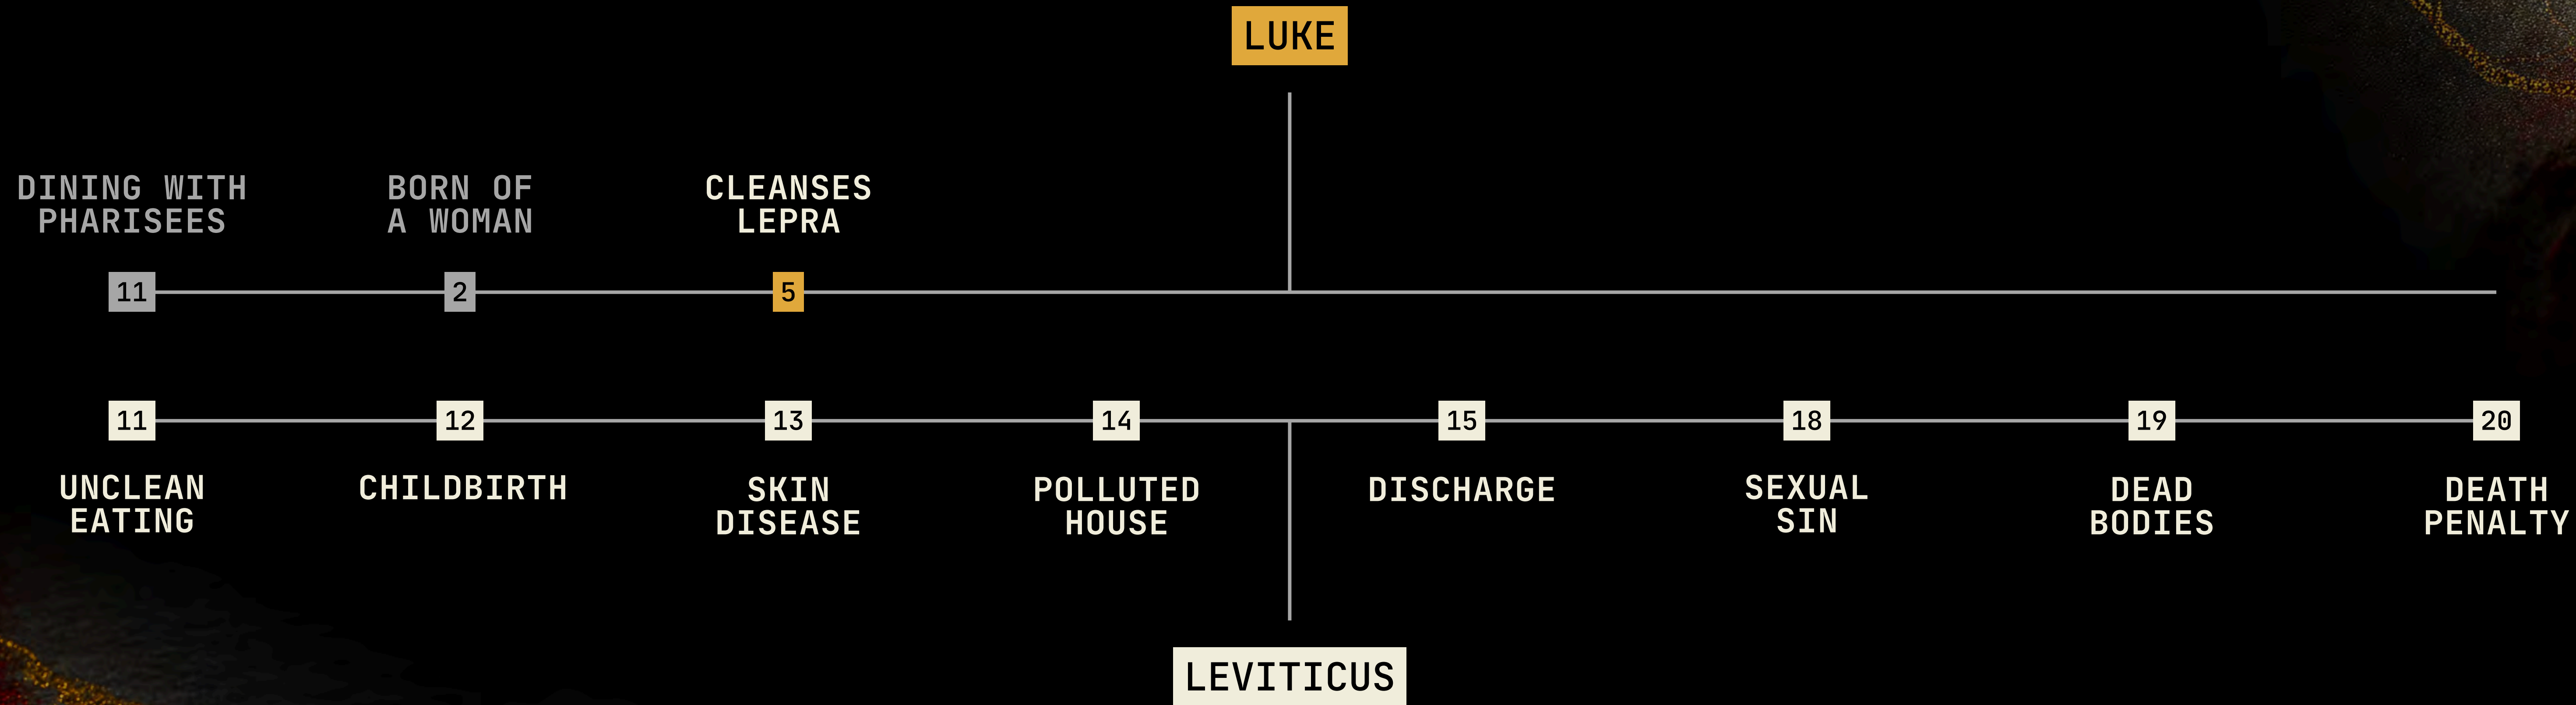 LUKE
DINING WITH
PHARISEES
BORN OF
A WOMAN
CLEANSES
LEPRA
11
2
5
11
12
13
14
15
18
19
20
UNCLEAN
EATING
CHILDBIRTH
SKIN
DISEASE
POLLUTED
HOUSE
DISCHARGE
SEXUAL
SIN
DEAD
BODIES
DEATH
PENALTY
LEVITICUS